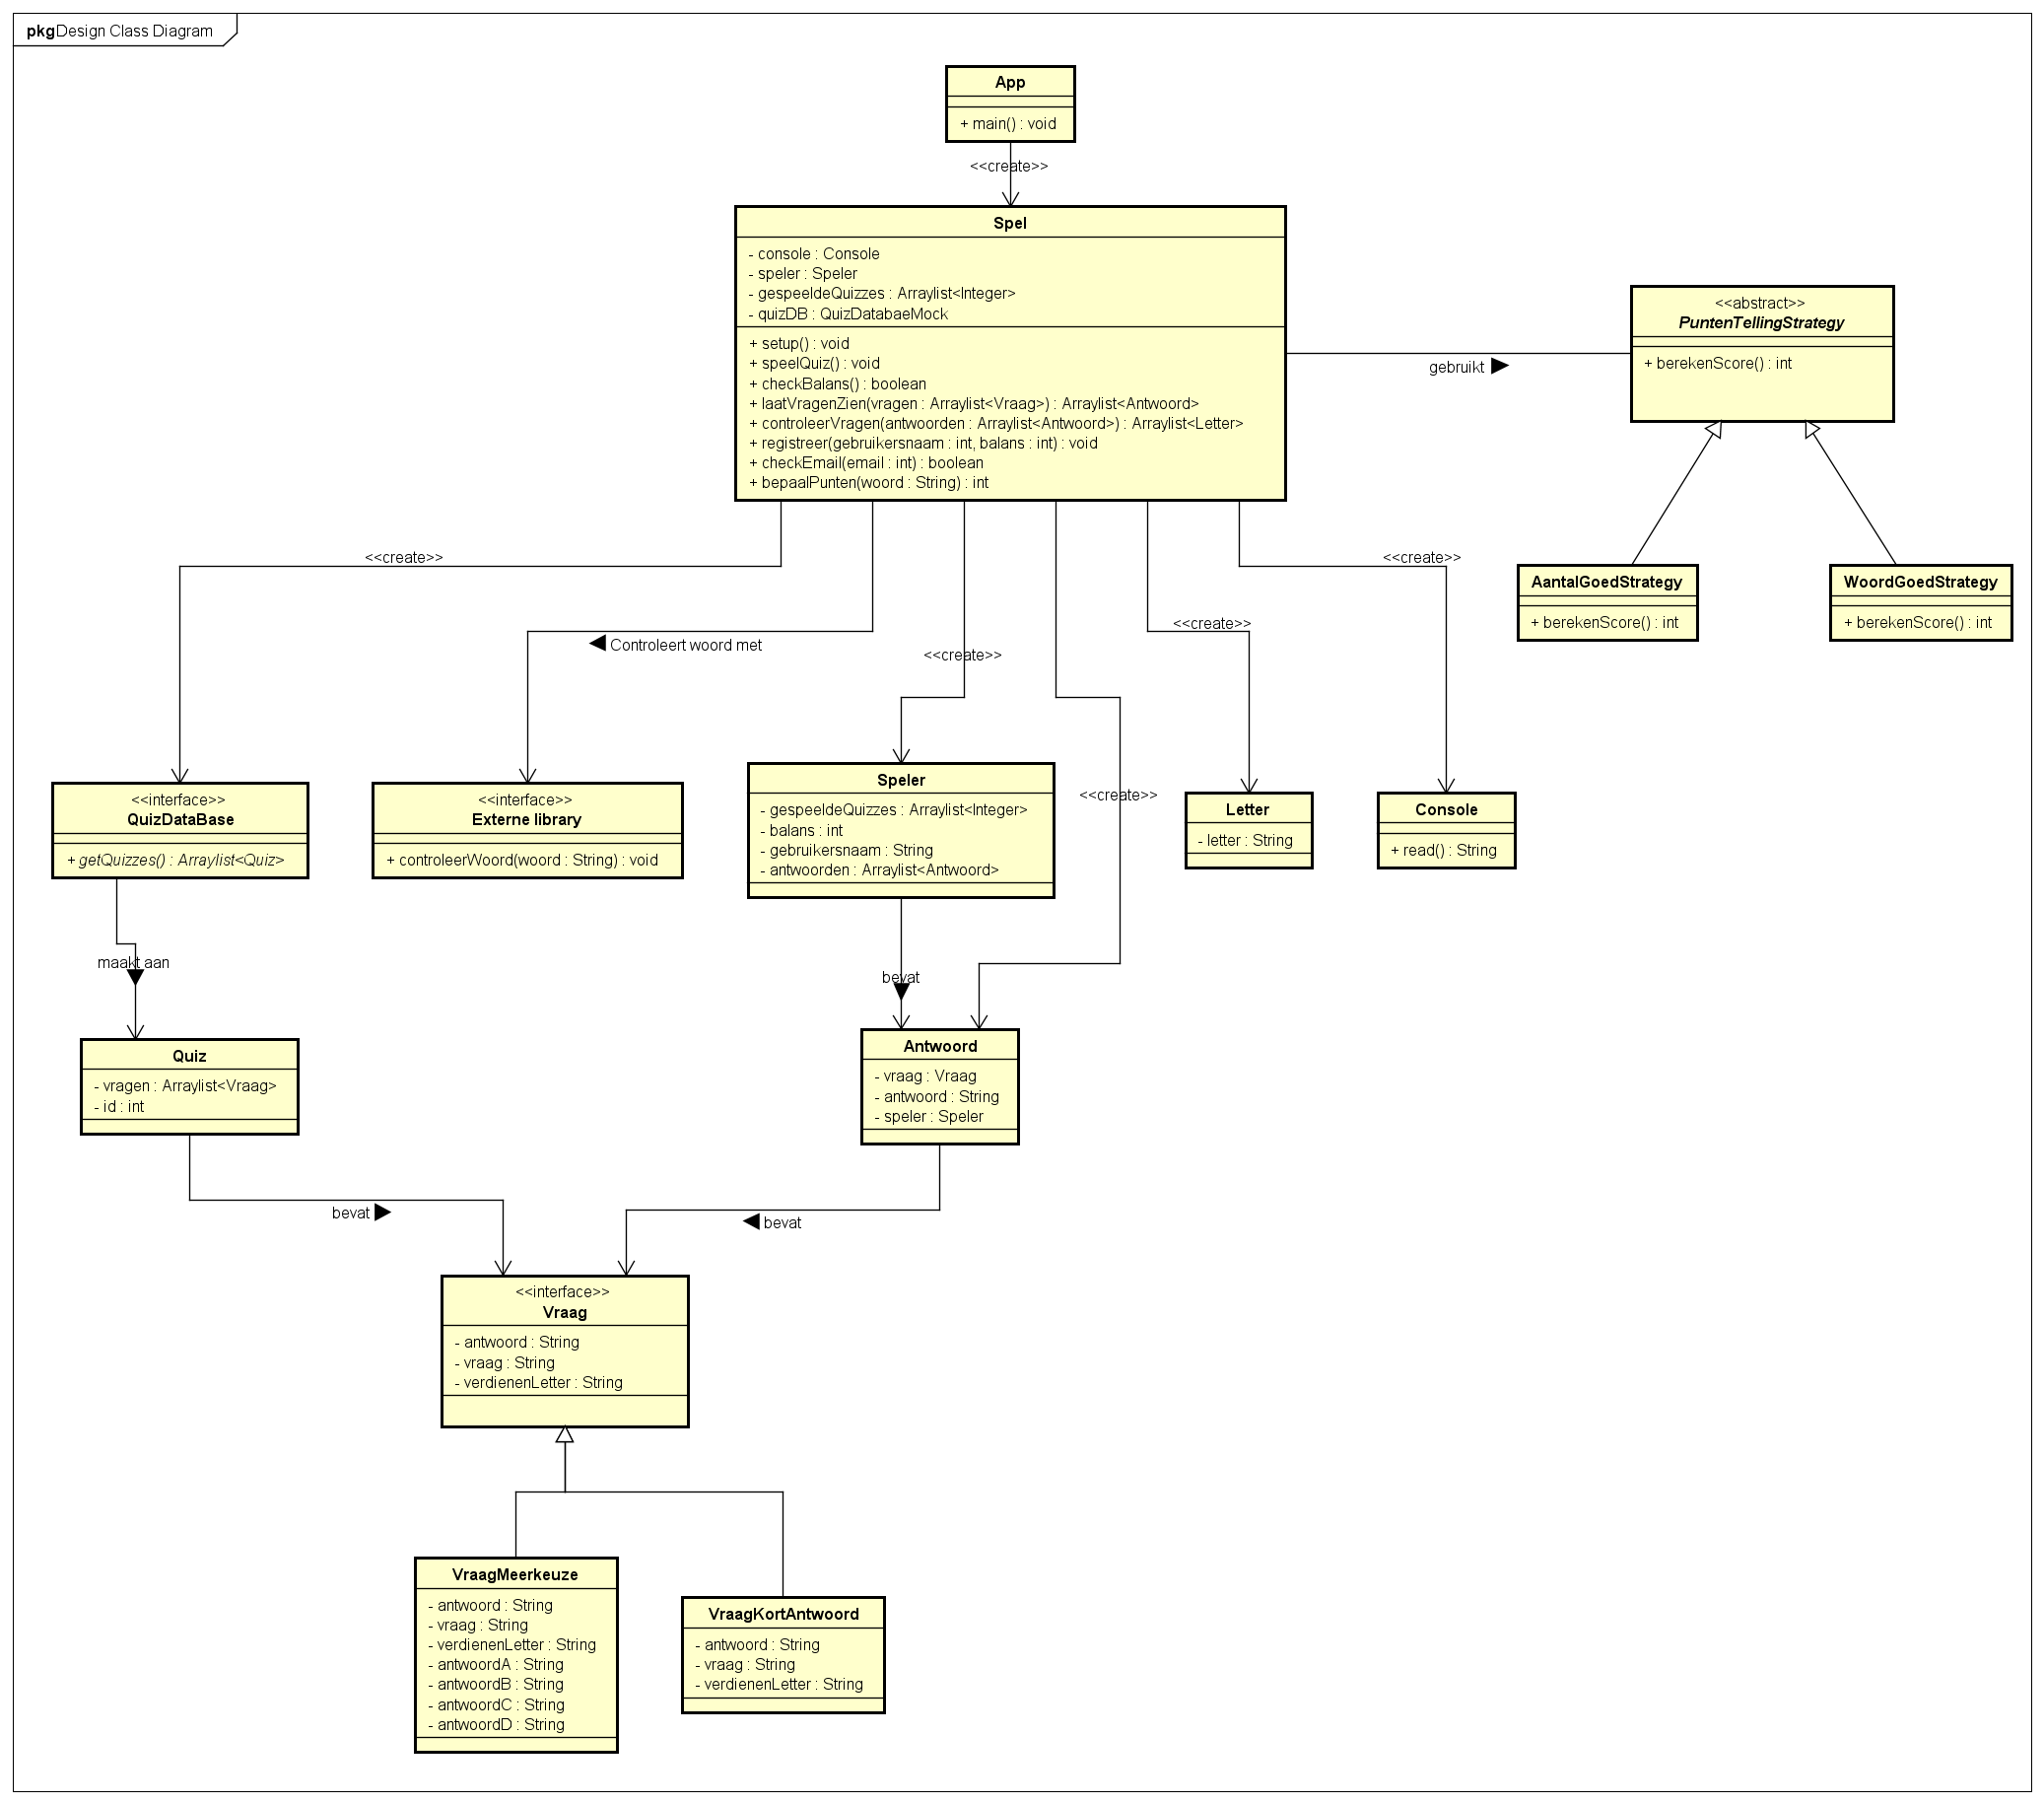 pkg Design Class Diagram
App
+ main() : void
<<create>>
Spel
- console : Console
- speler : Speler
- gespeeldeQuizzes : Arraylist<Integer>
- quizDB : QuizDatabaeMock
+ setup() : void
+ speelQuiz() : void
+ checkBalans() : boolean
+ laatVragenZien(vragen : Arraylist<Vraag>) : Arraylist<Antwoord>
+ controleerVragen(antwoorden : Arraylist<Antwoord>) : Arraylist<Letter>
+ registreer(gebruikersnaam : int, balans : int) : void
+ checkEmail(email : int) : boolean
+ bepaalPunten(woord : String) : int
gebruikt
<<abstract>>
PuntenTellingStrategy
+ berekenScore() : int
AantalGoedStrategy
+ berekenScore() : int
WoordGoedStrategy
+ berekenScore() : int
<<create>>
Controleert woord met
<<create>>
<<create>>
<<create>>
<<create>>
<<interface>>
QuizDataBase
+ getQuizzes() : Arraylist<Quiz>
<<interface>>
Externe library
+ controleerWoord(woord : String) : void
Speler
- gespeeldeQuizzes : Arraylist<Integer>
- balans : int
- gebruikersnaam : String
- antwoorden : Arraylist<Antwoord>
Letter
- letter : String
Console
+ read() : String
maakt aan
bevat
Quiz
- vragen : Arraylist<Vraag>
- id : int
Antwoord
- vraag : Vraag
- antwoord : String
- speler : Speler
bevat
bevat
<<interface>>
Vraag
- antwoord : String
- vraag : String
- verdienenLetter : String
VraagMeerkeuze
- antwoord : String
- vraag : String
- verdienenLetter : String
- antwoordA : String
- antwoordB : String
- antwoordC : String
- antwoordD : String
VraagKortAntwoord
- antwoord : String
- vraag : String
- verdienenLetter : String